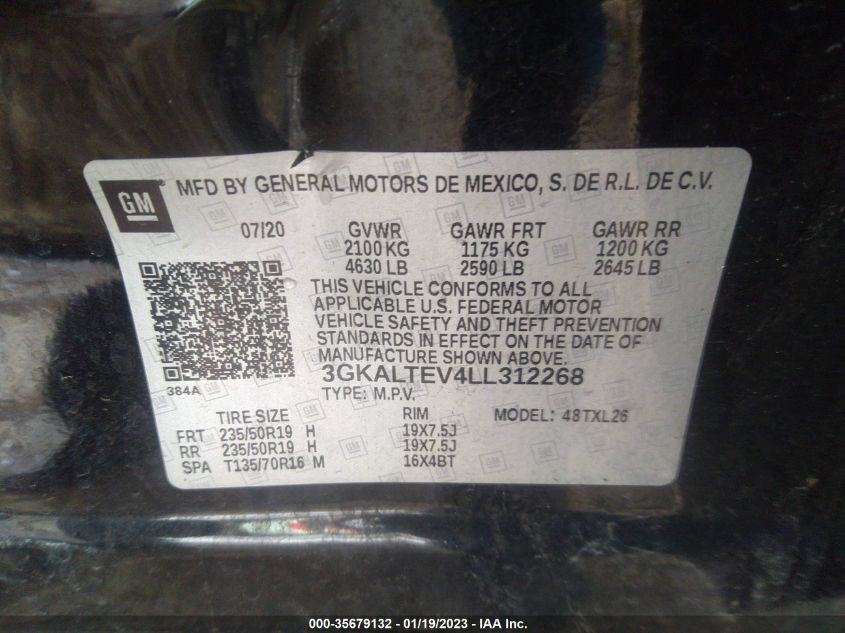 GM MFD BY GENERAL MOTORS DE MEXICO, S. DE R.L. DE C.V.
07/20 GVWR GAWR FRT GAWR RR
2100 KG 1175 KG 1200 KG
4630 LB 2590 LB 2645 LB
THIS VEHICLE CONFORMS TO ALL
APPLICABLE U.S. FEDERAL MOTOR
VEHICLE SAFETY AND THEFT PREVENTION
STANDARDS IN EFFECT ON THE DATE OF
MANUFACTURE SHOWN ABOVE.
384A 3GKALTEV4LL312268
TYPE: M.P.V.
TIRE SIZE RIM MODEL: 48TXL26
FRT 235/50R19 H 19X7.5J
RR 235/50R19 H 19X7.5J
SPA T135/70R16 M 16X4BT
000-35679132 - 01/19/2023 - IAA Inc.